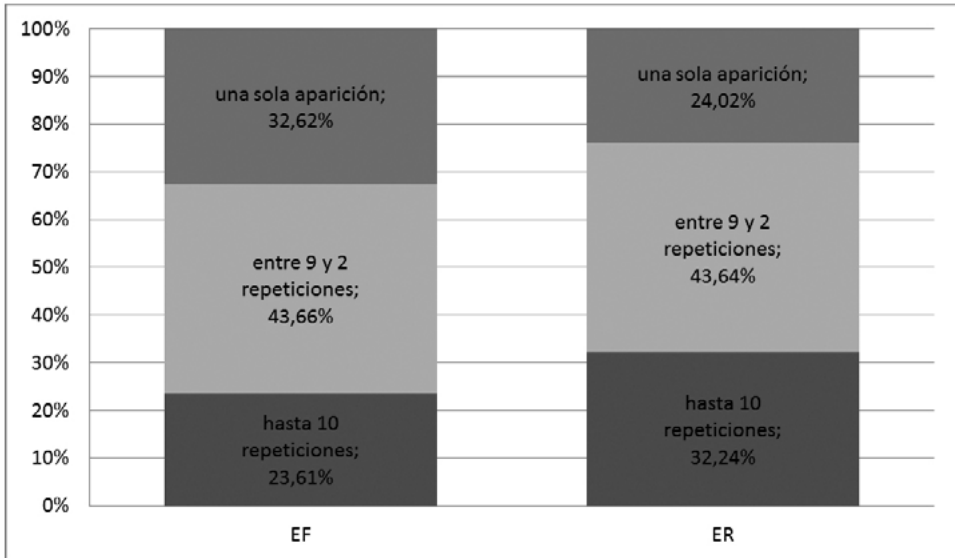 100%
90%
80%
70%
60%
50%
40%
30%
20%
10%
0%
una sola aparición;
32,62%
entre 9 y 2
repeticiones;
43,66%
hasta 10
repeticiones;
23,61%
una sola aparición;
24,02%
entre 9 y 2
repeticiones;
43,64%
hasta 10
repeticiones;
32,24%
EF
ER